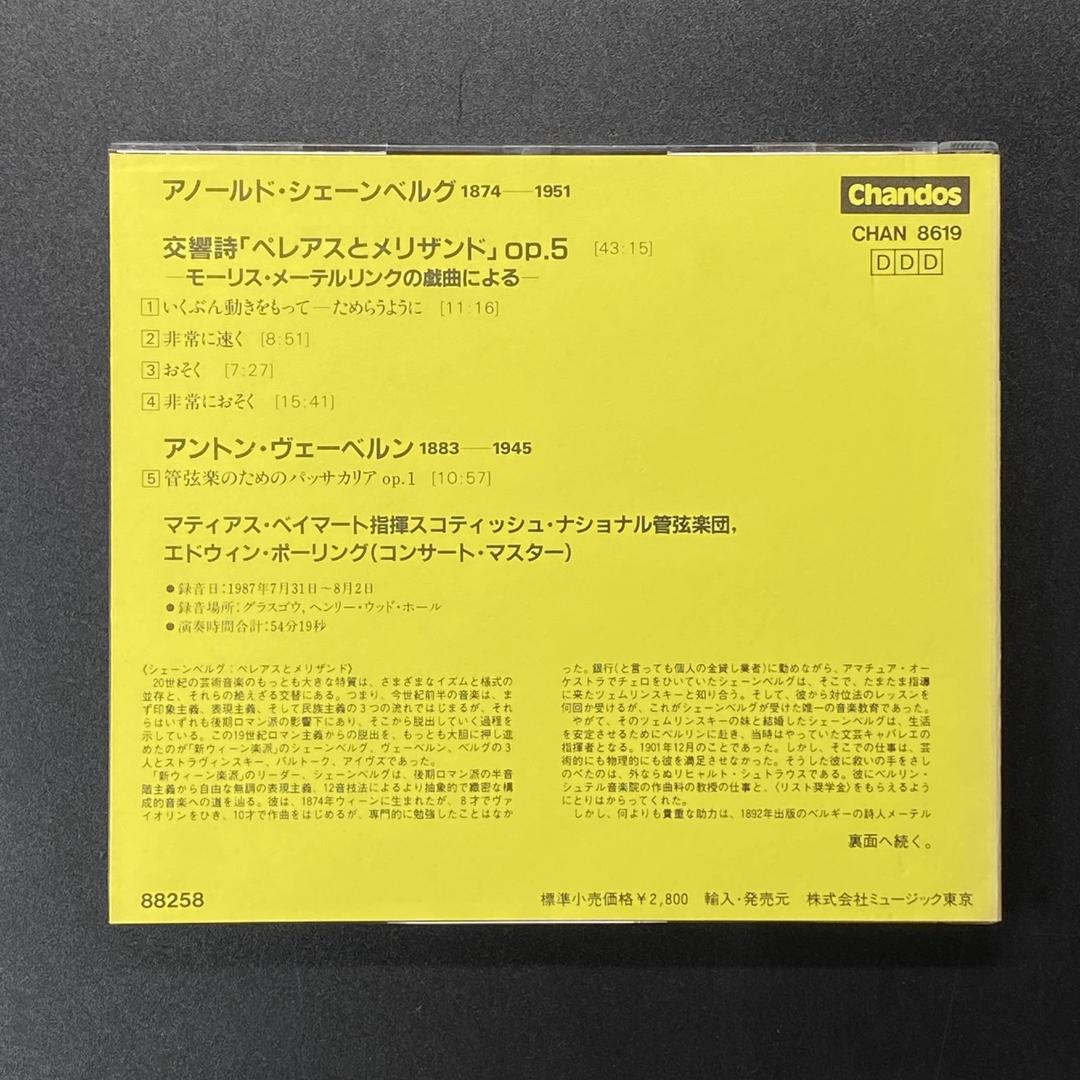 アノールド・シェーンベルグ 1874—1951
Chandos
CHAN 8619
DDD
交響詩「ペレアスとメリザンド」op.5 [43:15]
—モーリス・メーテルリンクの戯曲による—
1 いくぶん動きをもって—ためらうように [11:16]
2 非常に速く [8:51]
3 おそく [7:27]
4 非常におそく [15:41]
アントン・ヴェーベルン 1883—1945
5 管弦楽のためのパッサカリア op.1 [10:57]
マティアス・ベイマート指揮スコティッシュ・ナショナル管弦楽団,
エドウィン・ポーリング(コンサート・マスター)
●録音日:1987年7月31日〜8月2日
●録音場所:グラスゴウ, ヘンリー・ウッド・ホール
●演奏時間合計:54分19秒
《シェーンベルグ:ペレアスとメリザンド》
20世紀の芸術音楽のもっとも大きな特質は、さまざまなイズムと様式の
並存と、それらの絶えざる交替にある。つまり、今世紀前半の音楽は、ま
ず印象主義、表現主義、そして民族主義の3つの流れではじまるが、それ
らはいずれも後期ロマン派の影響下にあり、そこから脱出していく過程を
示している。この19世紀ロマン主義からの脱出を、もっとも大胆に押し進
めたのが「新ウィーン楽派」のシェーンベルグ、ヴェーベルン、ベルグの3
人とストラヴィンスキー、バルトーク、アイヴズであった。
「新ウィーン楽派」のリーダー、シェーンベルグは、後期ロマン派の半音
階主義から自由な無調の表現主義、12音技法によるより抽象的で緻密な構
成的音楽への道を辿る。彼は、1874年ウィーンに生まれたが、8才でヴァ
イオリンをひき、10才で作曲をはじめるが、専門的に勉強したことはなか
った。銀行(と言っても個人の金貸し業者)に勤めながら、アマチュア・オー
ケストラでチェロをひいていたシェーンベルグは、そこで、たまたま指導
に来たツェムリンスキーと知り合う。そして、彼から対位法のレッスンを
何回か受けるが、これがシェーンベルグが受けた唯一の音楽教育であった。
やがて、そのツェムリンスキーの妹と結婚したシェーンベルグは、生活
を安定させるためにベルリンに赴き、当時はやっていた文芸キャバレエの
指揮者となる。1901年12月のことであった。しかし、そこでの仕事は、芸
術的にも物理的にも彼を満足させなかった。そうした彼に救いの手をさし
のべたのは、外ならぬリヒャルト・シュトラウスである。彼にベルリン・
シュテル音楽院の作曲科の教授の仕事と、〈リスト奨学金〉をもらえるよう
にとりはからってくれた。
しかし、何よりも貴重な助力は、1892年出版のベルギーの詩人メーテル
裏面へ続く。
88258
標準小売価格¥2,800 輸入・発売元 株式会社ミュージック東京